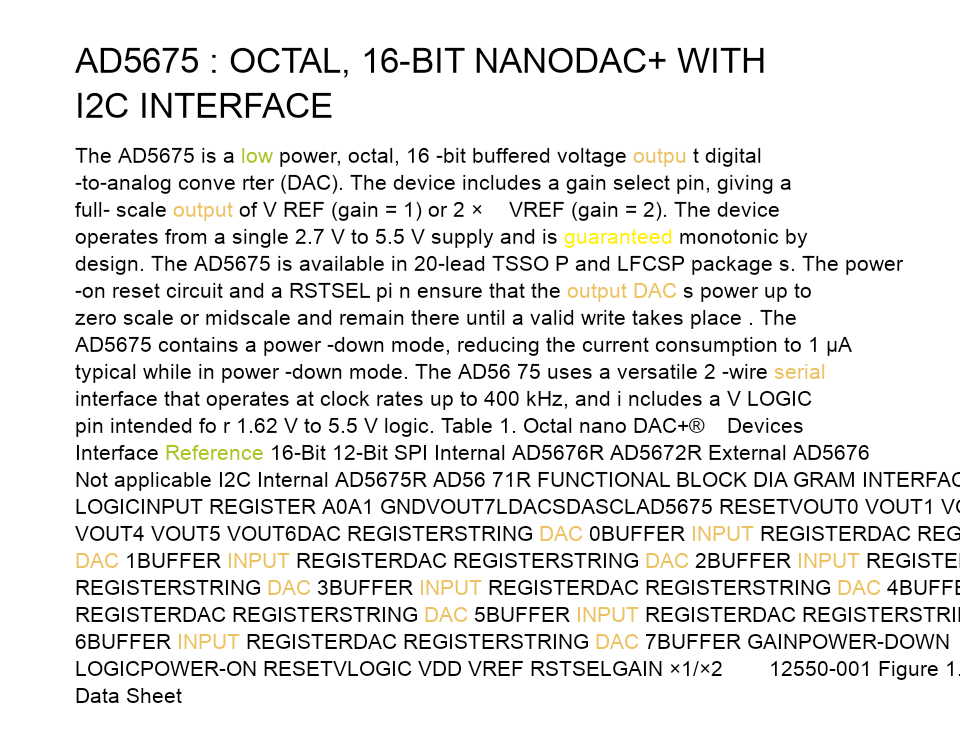 AD5675 : OCTAL, 16-BIT NANODAC+ WITH
I2C INTERFACE
The AD5675 is a low power, octal, 16 -bit buffered voltage outpu t digital
-to-analog conve rter (DAC). The device includes a gain select pin, giving a
full- scale output of V REF (gain = 1) or 2 × VREF (gain = 2). The device
operates from a single 2.7 V to 5.5 V supply and is guaranteed monotonic by
design. The AD5675 is available in 20-lead TSSO P and LFCSP package s. The power
-on reset circuit and a RSTSEL pi n ensure that the output DAC s power up to
zero scale or midscale and remain there until a valid write takes place . The
AD5675 contains a power -down mode, reducing the current consumption to 1 µA
typical while in power -down mode. The AD56 75 uses a versatile 2 -wire serial
interface that operates at clock rates up to 400 kHz, and i ncludes a V LOGIC
pin intended fo r 1.62 V to 5.5 V logic. Table 1. Octal nano DAC+® Devices
Interface Reference 16-Bit 12-Bit SPI Internal AD5676R AD5672R External AD5676
Not applicable I2C Internal AD5675R AD56 71R FUNCTIONAL BLOCK DIA GRAM INTERFAC
LOGICINPUT REGISTER A0A1 GNDVOUT7LDACSDASCLAD5675 RESETVOUT0 VOUT1 VO
VOUT4 VOUT5 VOUT6DAC REGISTERSTRING DAC 0BUFFER INPUT REGISTERDAC REG
DAC 1BUFFER INPUT REGISTERDAC REGISTERSTRING DAC 2BUFFER INPUT REGISTE
REGISTERSTRING DAC 3BUFFER INPUT REGISTERDAC REGISTERSTRING DAC 4BUFFE
REGISTERDAC REGISTERSTRING DAC 5BUFFER INPUT REGISTERDAC REGISTERSTRI
6BUFFER INPUT REGISTERDAC REGISTERSTRING DAC 7BUFFER GAINPOWER-DOWN
LOGICPOWER-ON RESETVLOGIC VDD VREF RSTSELGAIN ×1/×2 12550-001 Figure 1.
Data Sheet